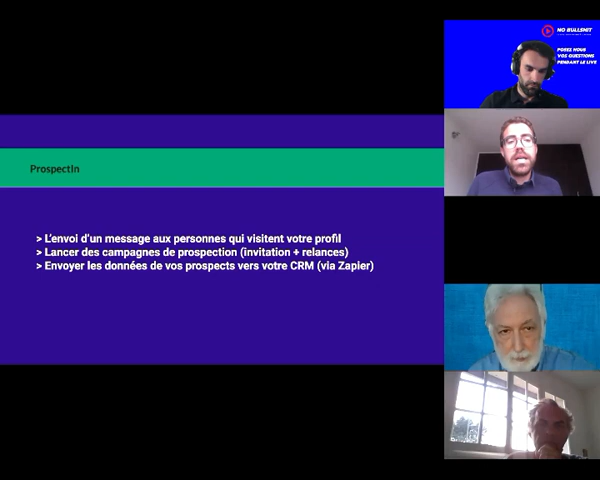 NO BULLSHIT
POSEZ NOUS
VOS QUESTIONS
PENDANT LE LIVE
ProspectIn
> L'envoi d'un message aux personnes qui visitent votre profil
> Lancer des campagnes de prospection (invitation + relances)
> Envoyer les données de vos prospects vers votre CRM (via Zapier)